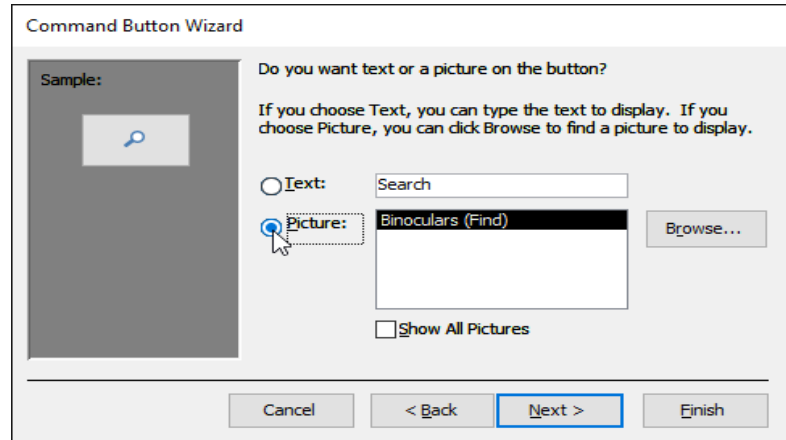 Command Button Wizard
Sample:
Do you want text or a picture on the button?
If you choose Text, you can type the text to display. If you
choose Picture, you can click Browse to find a picture to display.
Text: Search
Picture: Binoculars (Find)
Browse...
Show All Pictures
Cancel < Back Next > Finish